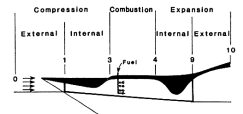 Compression Combustion Expansion
External Internal Internal External
Fuel
0 1 3 4 9 10